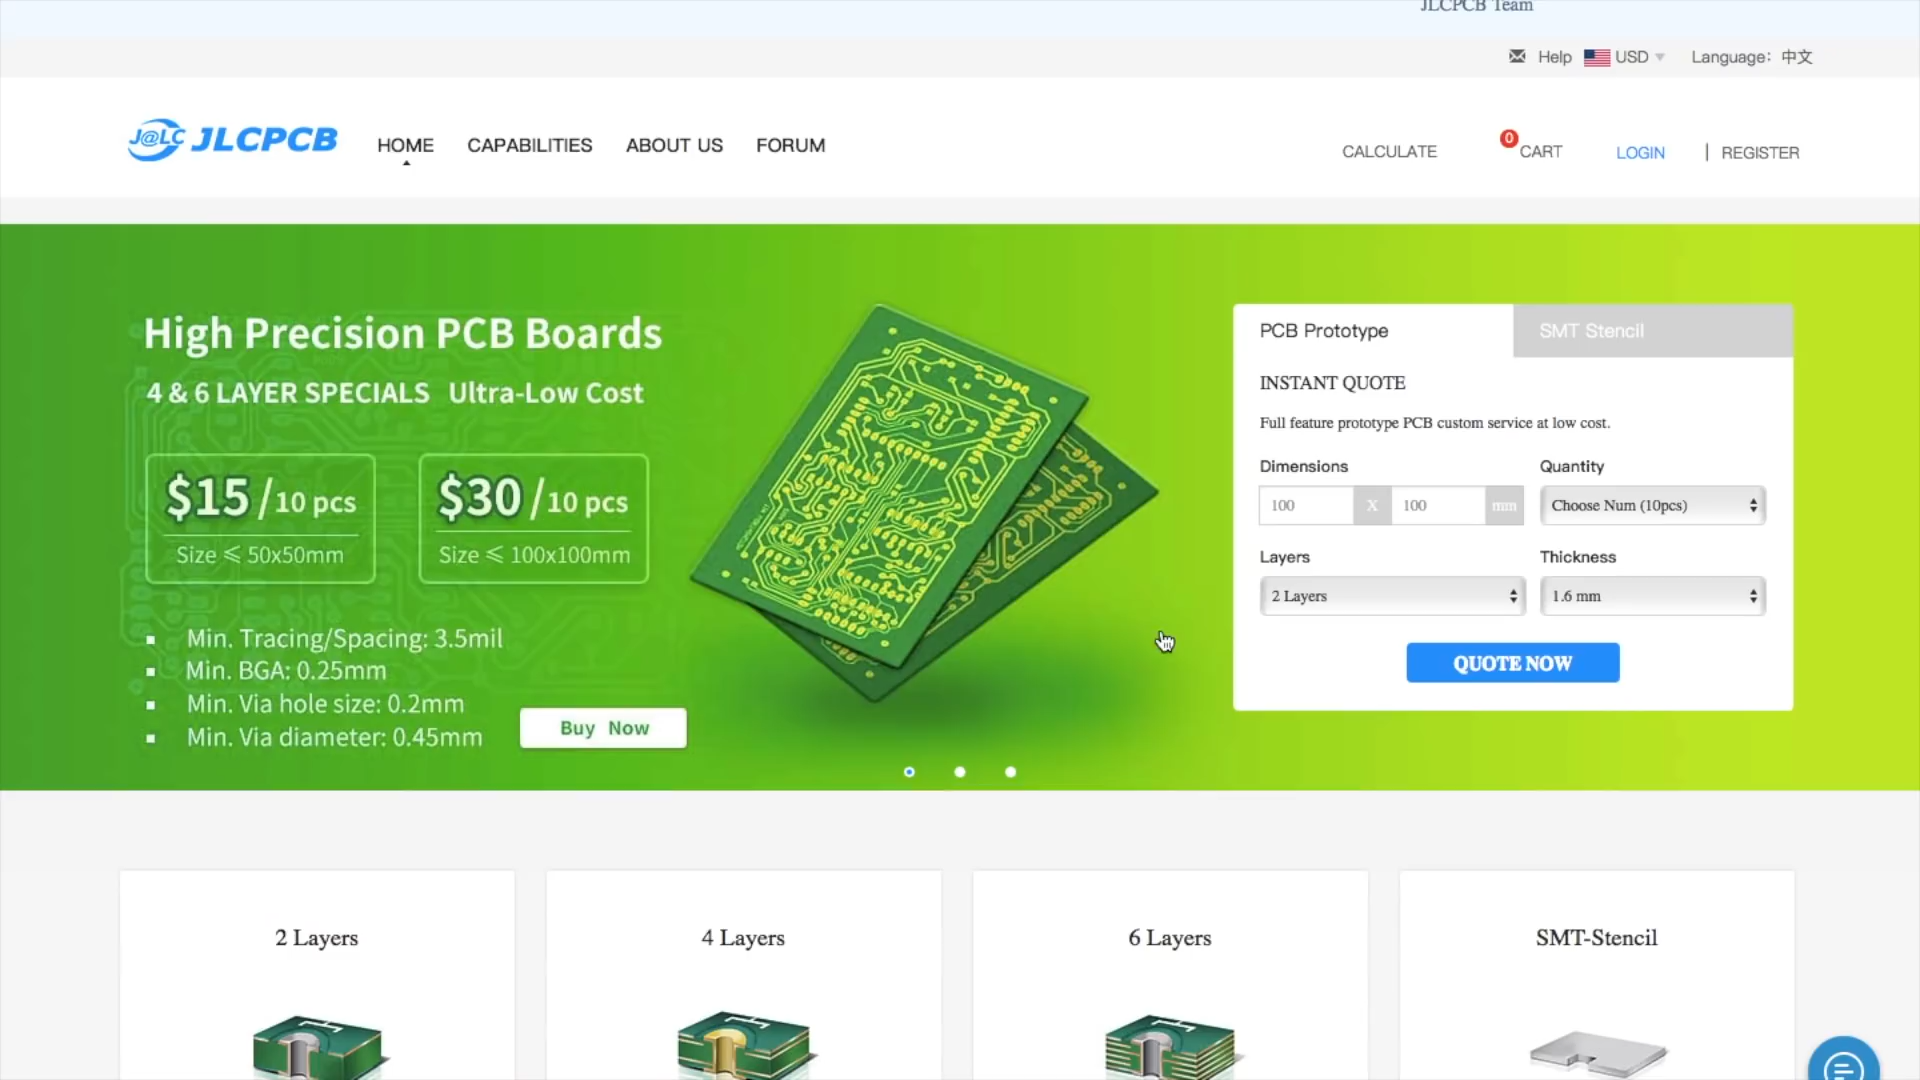 JLCPCB Team
Help USD Language: 中文
J@LC JLCPCB HOME CAPABILITIES ABOUT US FORUM CALCULATE 0 CART LOGIN | REGISTER
High Precision PCB Boards
4 & 6 LAYER SPECIALS Ultra-Low Cost
$15/10 pcs
Size ⩽ 50x50mm
$30/10 pcs
Size ⩽ 100x100mm
Min. Tracing/Spacing: 3.5mil
Min. BGA: 0.25mm
Min. Via hole size: 0.2mm
Min. Via diameter: 0.45mm
Buy Now
PCB Prototype SMT Stencil
INSTANT QUOTE
Full feature prototype PCB custom service at low cost.
Dimensions Quantity
100 X 100 mm Choose Num (10pcs)
Layers Thickness
2 Layers 1.6 mm
QUOTE NOW
2 Layers 4 Layers 6 Layers SMT-Stencil